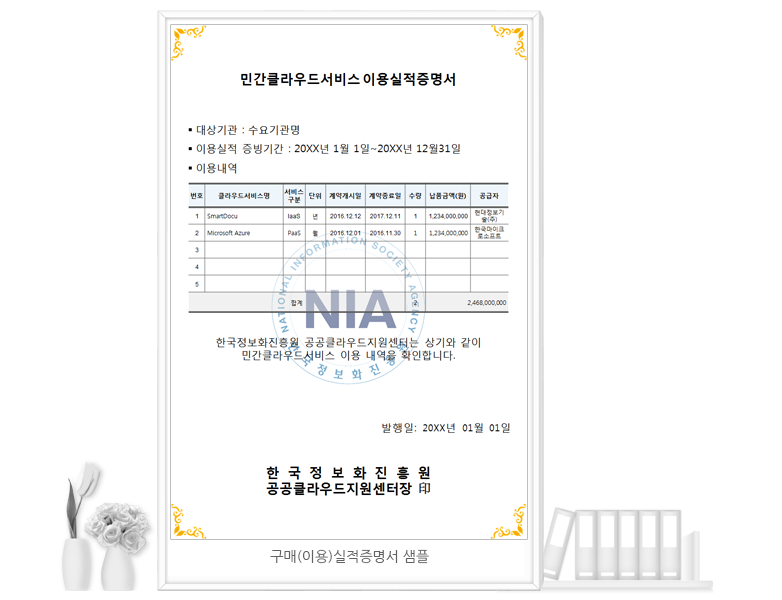 민간클라우드서비스 이용실적증명서
▪ 대상기관 : 수요기관명
▪ 이용실적 증빙기간 : 20XX년 1월 1일~20XX년 12월31일
▪ 이용내역
번호 클라우드서비스명 서비스 구분 단위 계약개시일 계약종료일 수량 납품금액(원) 공급자
1 SmartDocu IaaS 년 2016.12.12 2017.12.11 1 1,234,000,000 현대정보기술(주)
2 Microsoft Azure PaaS 월 2016.12.01 2016.11.30 1 1,234,000,000 한국마이크로소프트
3
4
5
합계 2 2,468,000,000
NATIONAL INFORMATION SOCIETY AGENCY
NIA
한국정보화진흥원
한국정보화진흥원 공공클라우드지원센터는 상기와 같이
민간클라우드서비스 이용 내역을 확인합니다.
발행일: 20XX년 01월 01일
한 국 정 보 화 진 흥 원
공공클라우드지원센터장 印
구매(이용)실적증명서 샘플